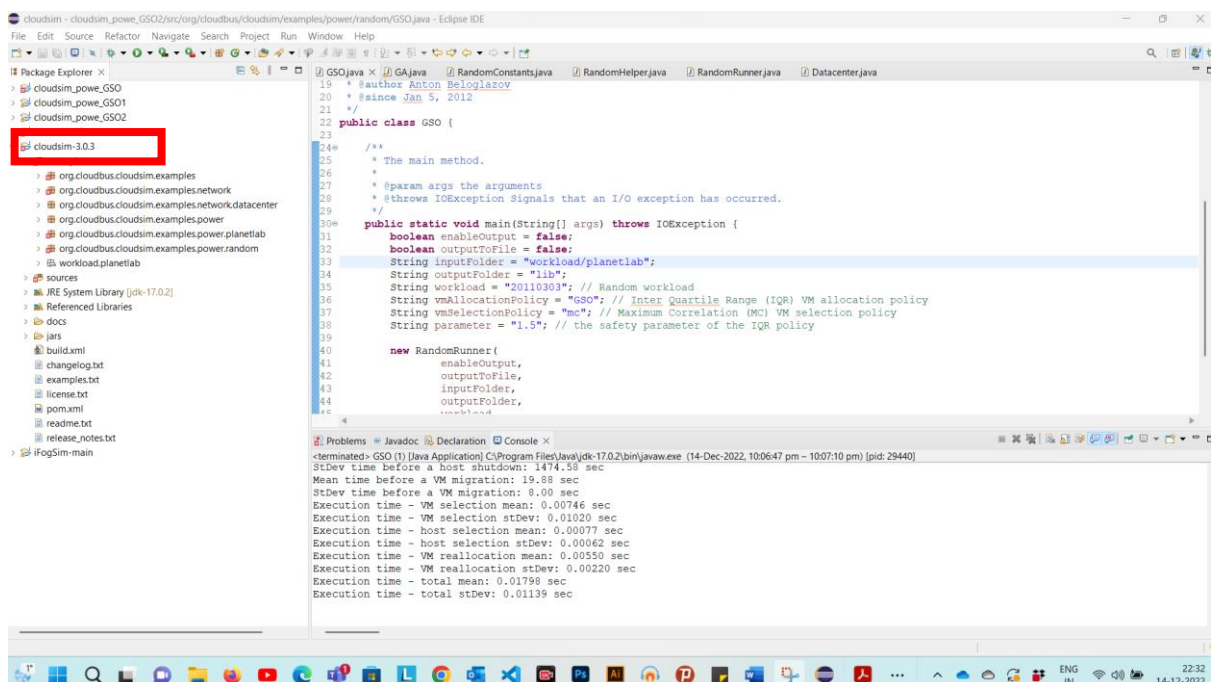 cloudsim - cloudsim_powe_GSO2/src/org/cloudbus/cloudsim/examples/power/random/GSO.java - Eclipse IDE
File Edit Source Refactor Navigate Search Project Run Window Help
Package Explorer
cloudsim_powe_GSO
cloudsim_powe_GSO1
cloudsim_powe_GSO2
cloudsim-3.0.3
org.cloudbus.cloudsim.examples
org.cloudbus.cloudsim.examples.network
org.cloudbus.cloudsim.examples.network.datacenter
org.cloudbus.cloudsim.examples.power
org.cloudbus.cloudsim.examples.power.planetlab
org.cloudbus.cloudsim.examples.power.random
workload.planetlab
sources
JRE System Library [jdk-17.0.2]
Referenced Libraries
docs
jars
build.xml
changelog.txt
examples.txt
license.txt
pom.xml
readme.txt
release_notes.txt
iFogSim-main
GSO.java GA.java RandomConstants.java RandomHelper.java RandomRunner.java Datacenter.java
19 * @author Anton Beloglazov
20 * @since Jan 5, 2012
21 */
22 public class GSO {
23
24 /**
25 * The main method.
26 *
27 * @param args the arguments
28 * @throws IOException Signals that an I/O exception has occurred.
29 */
30 public static void main(String[] args) throws IOException {
31 boolean enableOutput = false;
32 boolean outputToFile = false;
33 String inputFolder = "workload/planetlab";
34 String outputFolder = "lib";
35 String workload = "20110303"; // Random workload
36 String vmAllocationPolicy = "GSO"; // Inter Quartile Range (IQR) VM allocation policy
37 String vmSelectionPolicy = "mc"; // Maximum Correlation (MC) VM selection policy
38 String parameter = "1.5"; // the safety parameter of the IQR policy
39
40 new RandomRunner(
41 enableOutput,
42 outputToFile,
43 inputFolder,
44 outputFolder,
Problems Javadoc Declaration Console
<terminated> GSO (1) [Java Application] C:\Program Files\Java\jdk-17.0.2\bin\javaw.exe (14-Dec-2022, 10:06:47 pm – 10:07:10 pm) [pid: 29440]
StDev time before a host shutdown: 1474.58 sec
Mean time before a VM migration: 19.88 sec
StDev time before a VM migration: 8.00 sec
Execution time - VM selection mean: 0.00746 sec
Execution time - VM selection stDev: 0.01020 sec
Execution time - host selection mean: 0.00077 sec
Execution time - host selection stDev: 0.00062 sec
Execution time - VM reallocation mean: 0.00550 sec
Execution time - VM reallocation stDev: 0.00220 sec
Execution time - total mean: 0.01798 sec
Execution time - total stDev: 0.01139 sec
ENG
IN
22:32
14-12-2022